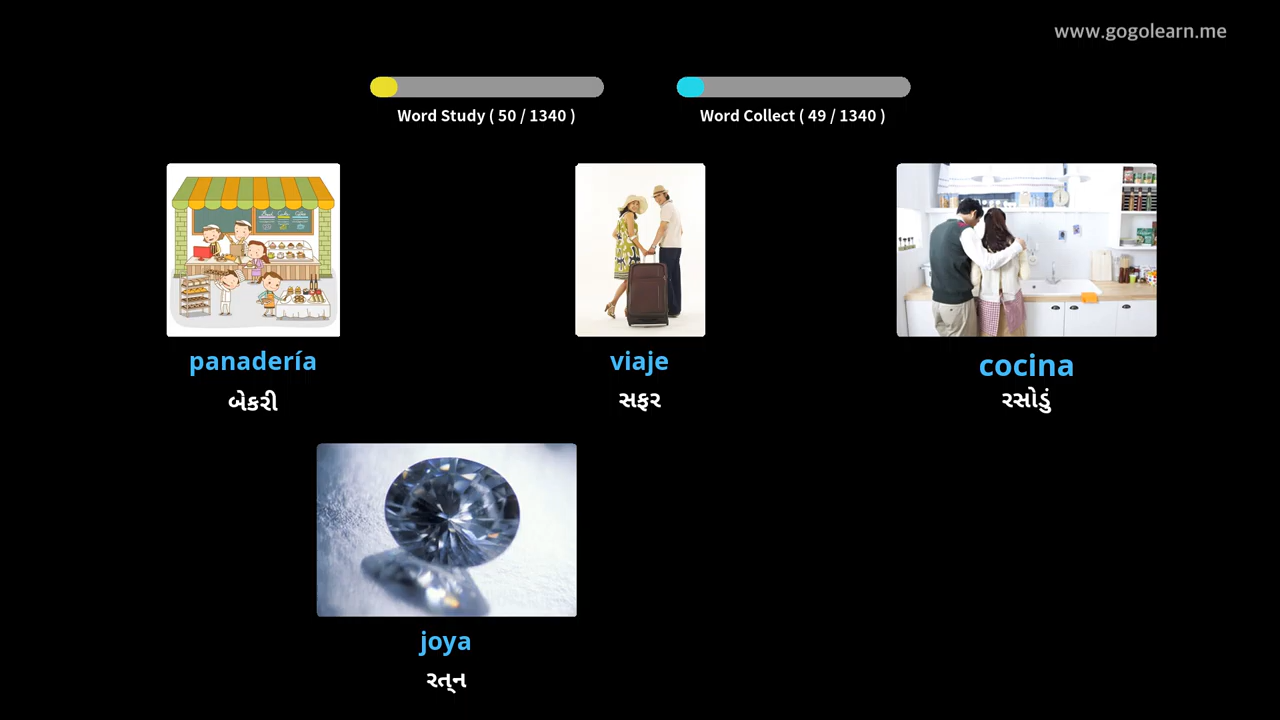 www.gogolearn.me
Word Study ( 50 / 1340 )
Word Collect ( 49 / 1340 )
panadería
viaje
cocina
બેકરી
સફર
રસોડું
joya
રત્ન